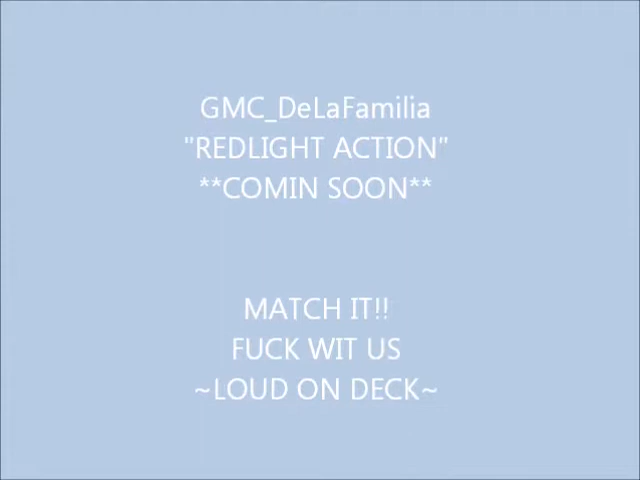 GMC_DeLaFamilia
"REDLIGHT ACTION"
**COMIN SOON**
MATCH IT!!
FUCK WIT US
~LOUD ON DECK~